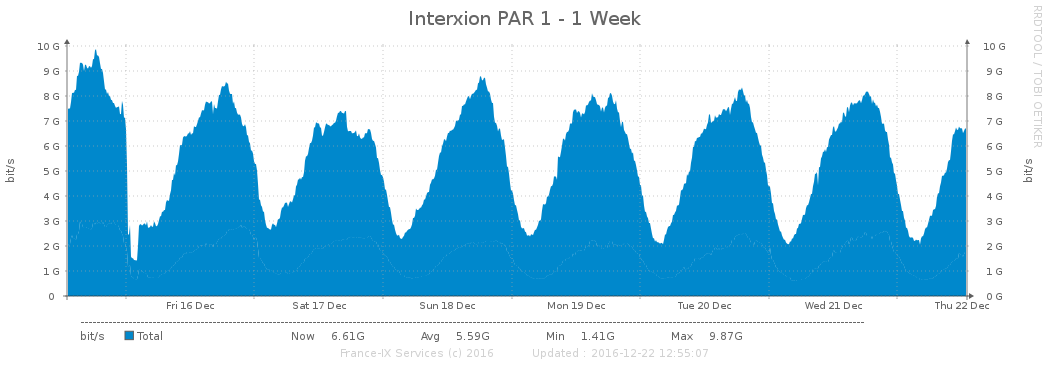 Interxion PAR 1 - 1 Week
RRDTOOL / TOBI OETIKER
bit/s
10 G 10 G
9 G 9 G
8 G 8 G
7 G 7 G
6 G 6 G
5 G 5 G
4 G 4 G
3 G 3 G
2 G 2 G
1 G 1 G
0 0 G
bit/s
Fri 16 Dec Sat 17 Dec Sun 18 Dec Mon 19 Dec Tue 20 Dec Wed 21 Dec Thu 22 Dec
bit/s Total Now 6.61G Avg 5.59G Min 1.41G Max 9.87G
France-IX Services (c) 2016 Updated : 2016-12-22 12:55:07